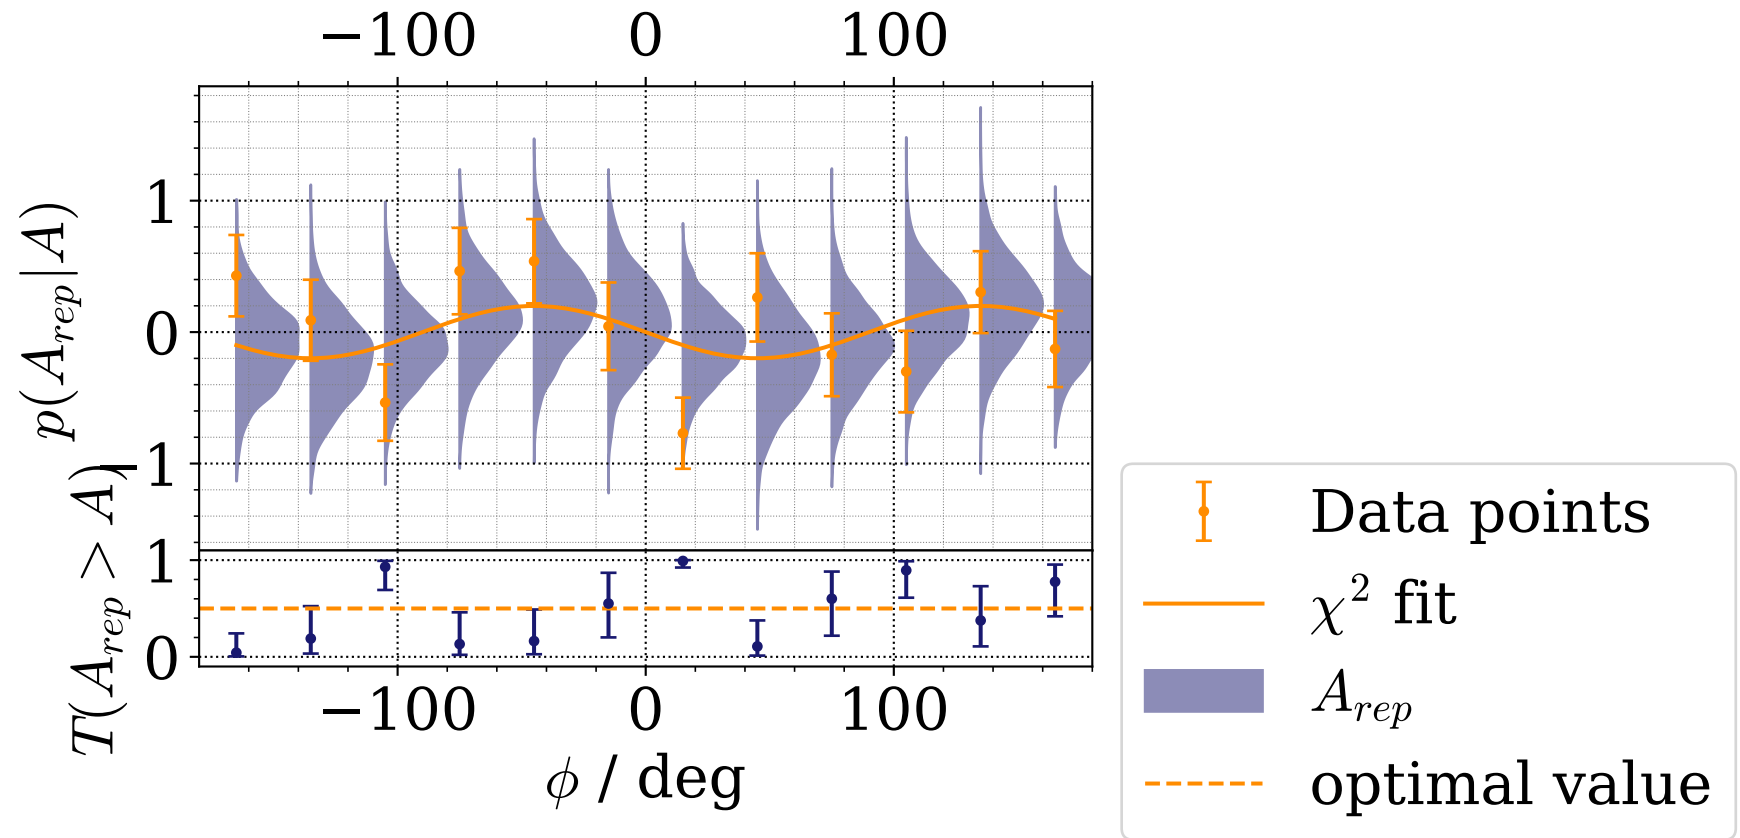 −100 0 100
p(A_rep|A)
1
0
−1
T(A_rep > A)
1
0
−100 0 100
ϕ / deg
Data points
χ² fit
A_rep
optimal value